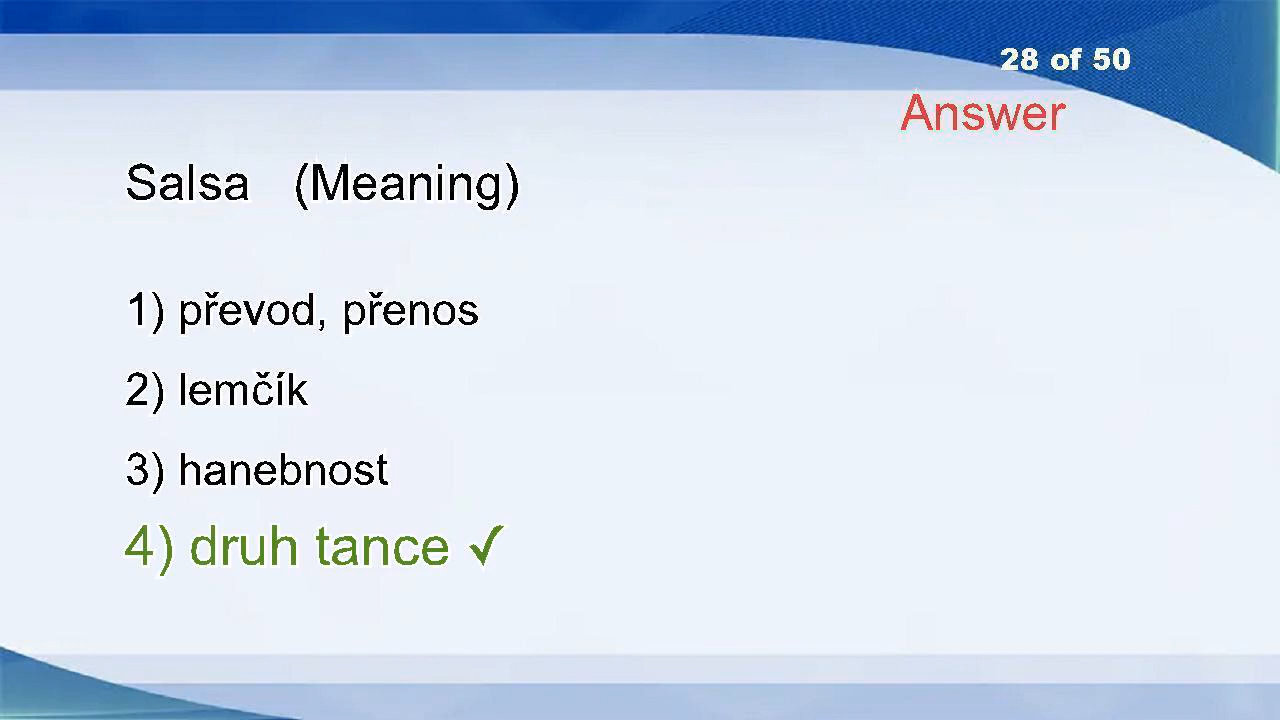 28 of 50
Answer
Salsa (Meaning)
1) převod, přenos
2) lemčík
3) hanebnost
4) druh tance ✓